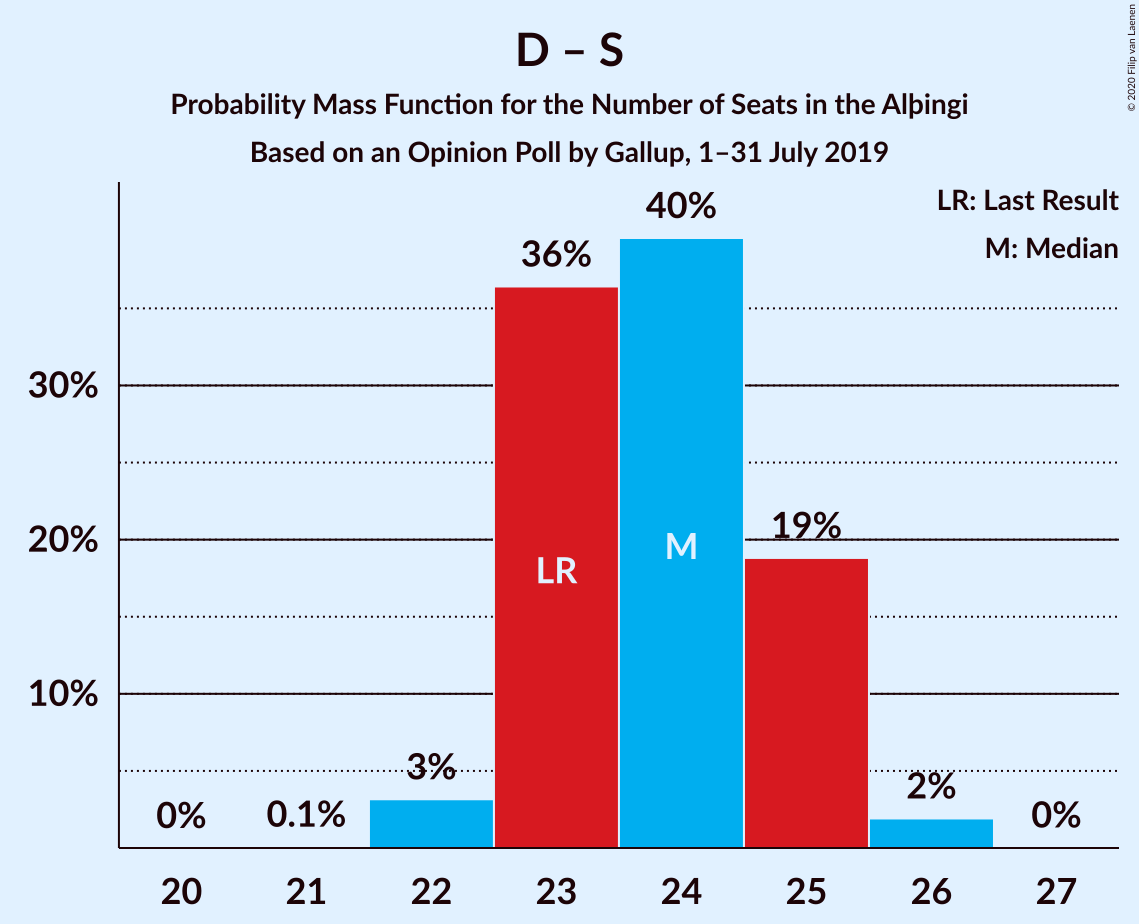 D – S
Probability Mass Function for the Number of Seats in the Alþingi
Based on an Opinion Poll by Gallup, 1–31 July 2019
© 2020 Filip van Laenen
LR: Last Result
M: Median
40%
36%
30%
20%
19%
M
LR
10%
3%
2%
0%
0.1%
0%
20 21 22 23 24 25 26 27